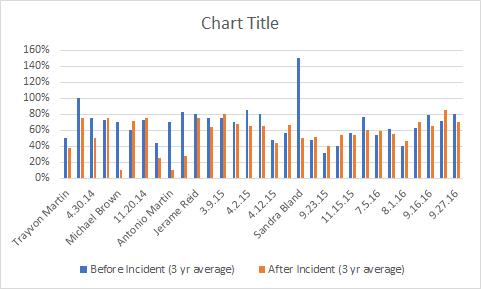 Chart Title
160%
140%
120%
100%
80%
60%
40%
20%
0%
Trayvon Martin
4.30.14
Michael Brown
11.20.14
Antonio Martin
Jerame Reid
3.9.15
4.2.15
4.12.15
Sandra Bland
9.23.15
11.15.15
7.5.16
8.1.16
9.16.16
9.27.16
Before Incident (3 yr average) After Incident (3 yr average)